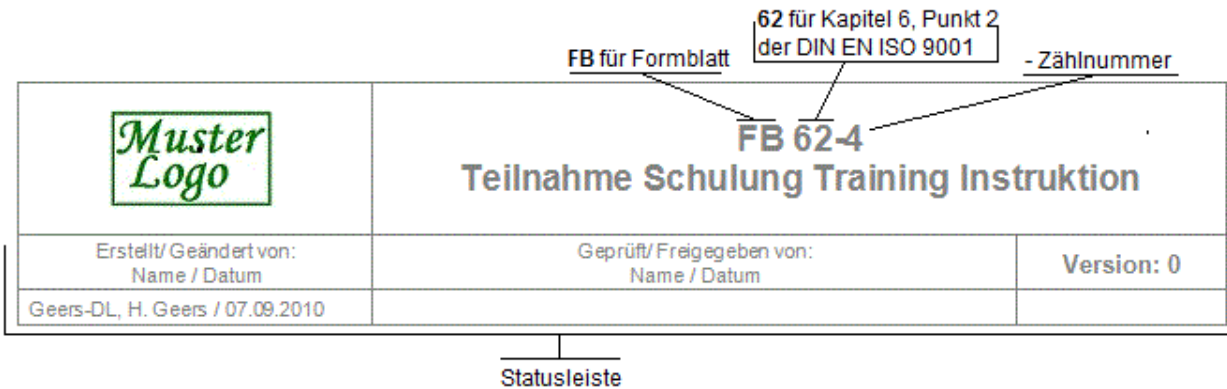 62 für Kapitel 6, Punkt 2
der DIN EN ISO 9001
FB für Formblatt
- Zählnummer
Muster
Logo
FB 62-4
Teilnahme Schulung Training Instruktion
Erstellt/ Geändert von:
Name / Datum
Geprüft/ Freigegeben von:
Name / Datum
Version: 0
Geers-DL, H. Geers / 07.09.2010
Statusleiste